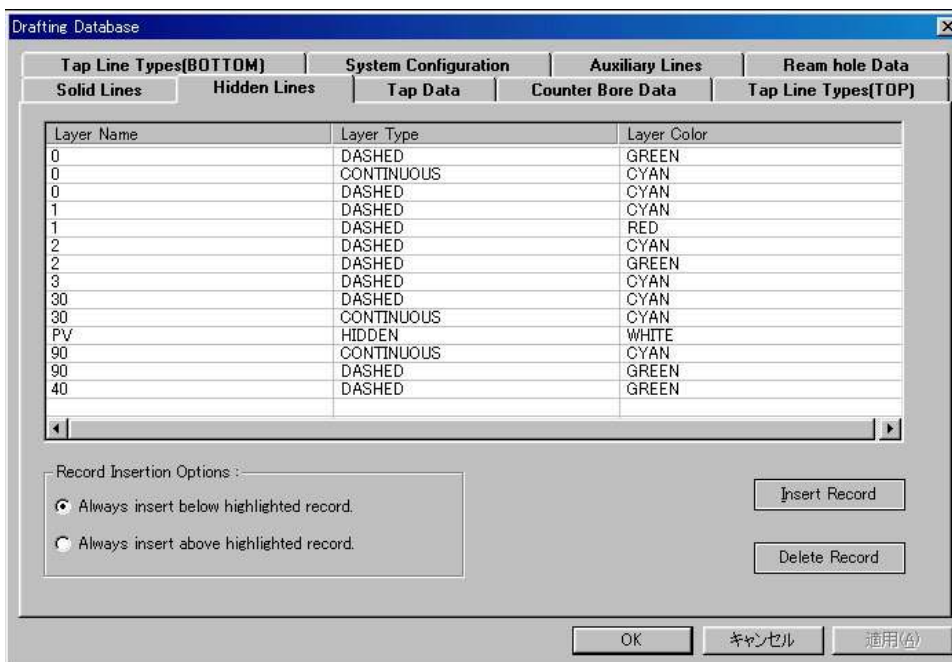 Drafting Database
Tap Line Types(BOTTOM) System Configuration Auxiliary Lines Ream hole Data
Solid Lines Hidden Lines Tap Data Counter Bore Data Tap Line Types(TOP)
Layer Name Layer Type Layer Color
0 DASHED GREEN
0 CONTINUOUS CYAN
0 DASHED CYAN
1 DASHED CYAN
1 DASHED RED
2 DASHED CYAN
2 DASHED GREEN
3 DASHED CYAN
30 DASHED CYAN
30 CONTINUOUS CYAN
PV HIDDEN WHITE
90 CONTINUOUS CYAN
90 DASHED GREEN
40 DASHED GREEN
Record Insertion Options :
Always insert below highlighted record.
Always insert above highlighted record.
Insert Record
Delete Record
OK キャンセル 適用(A)